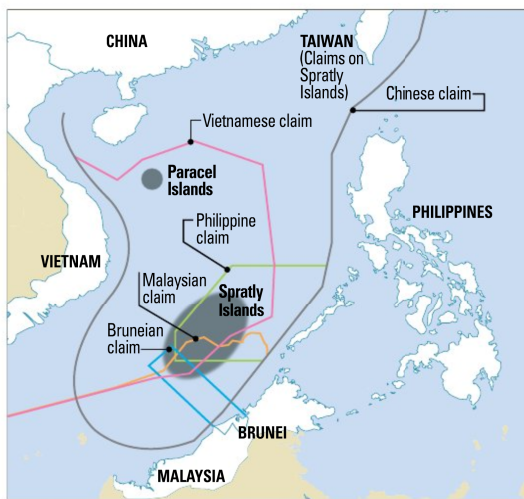 CHINA
TAIWAN
(Claims on
Spratly
Islands)
Chinese claim
Vietnamese claim
Paracel
Islands
Philippine
claim
PHILIPPINES
VIETNAM
Malaysian
claim
Spratly
Islands
Bruneian
claim
BRUNEI
MALAYSIA